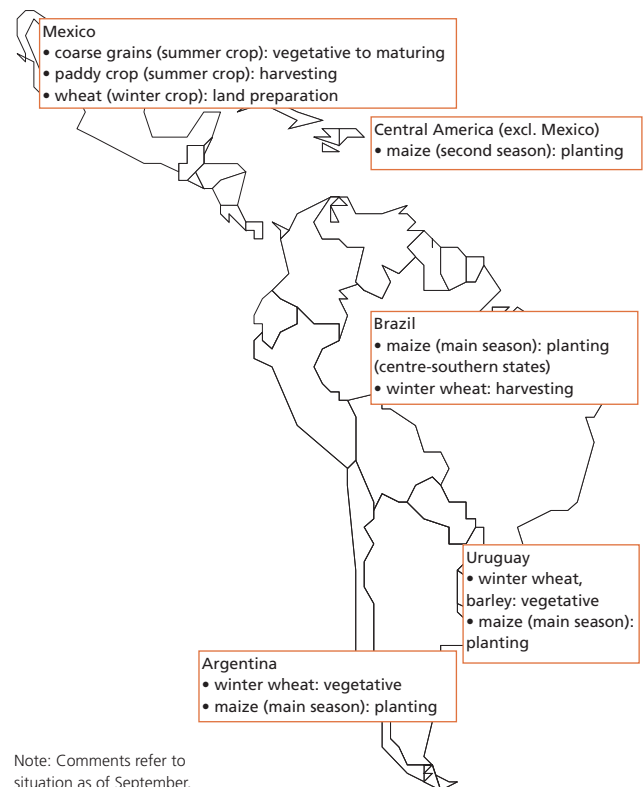 Mexico
• coarse grains (summer crop): vegetative to maturing
• paddy crop (summer crop): harvesting
• wheat (winter crop): land preparation
Central America (excl. Mexico)
• maize (second season): planting
Brazil
• maize (main season): planting
(centre-southern states)
• winter wheat: harvesting
Uruguay
• winter wheat,
barley: vegetative
• maize (main season):
planting
Argentina
• winter wheat: vegetative
• maize (main season): planting
Note: Comments refer to
situation as of September.